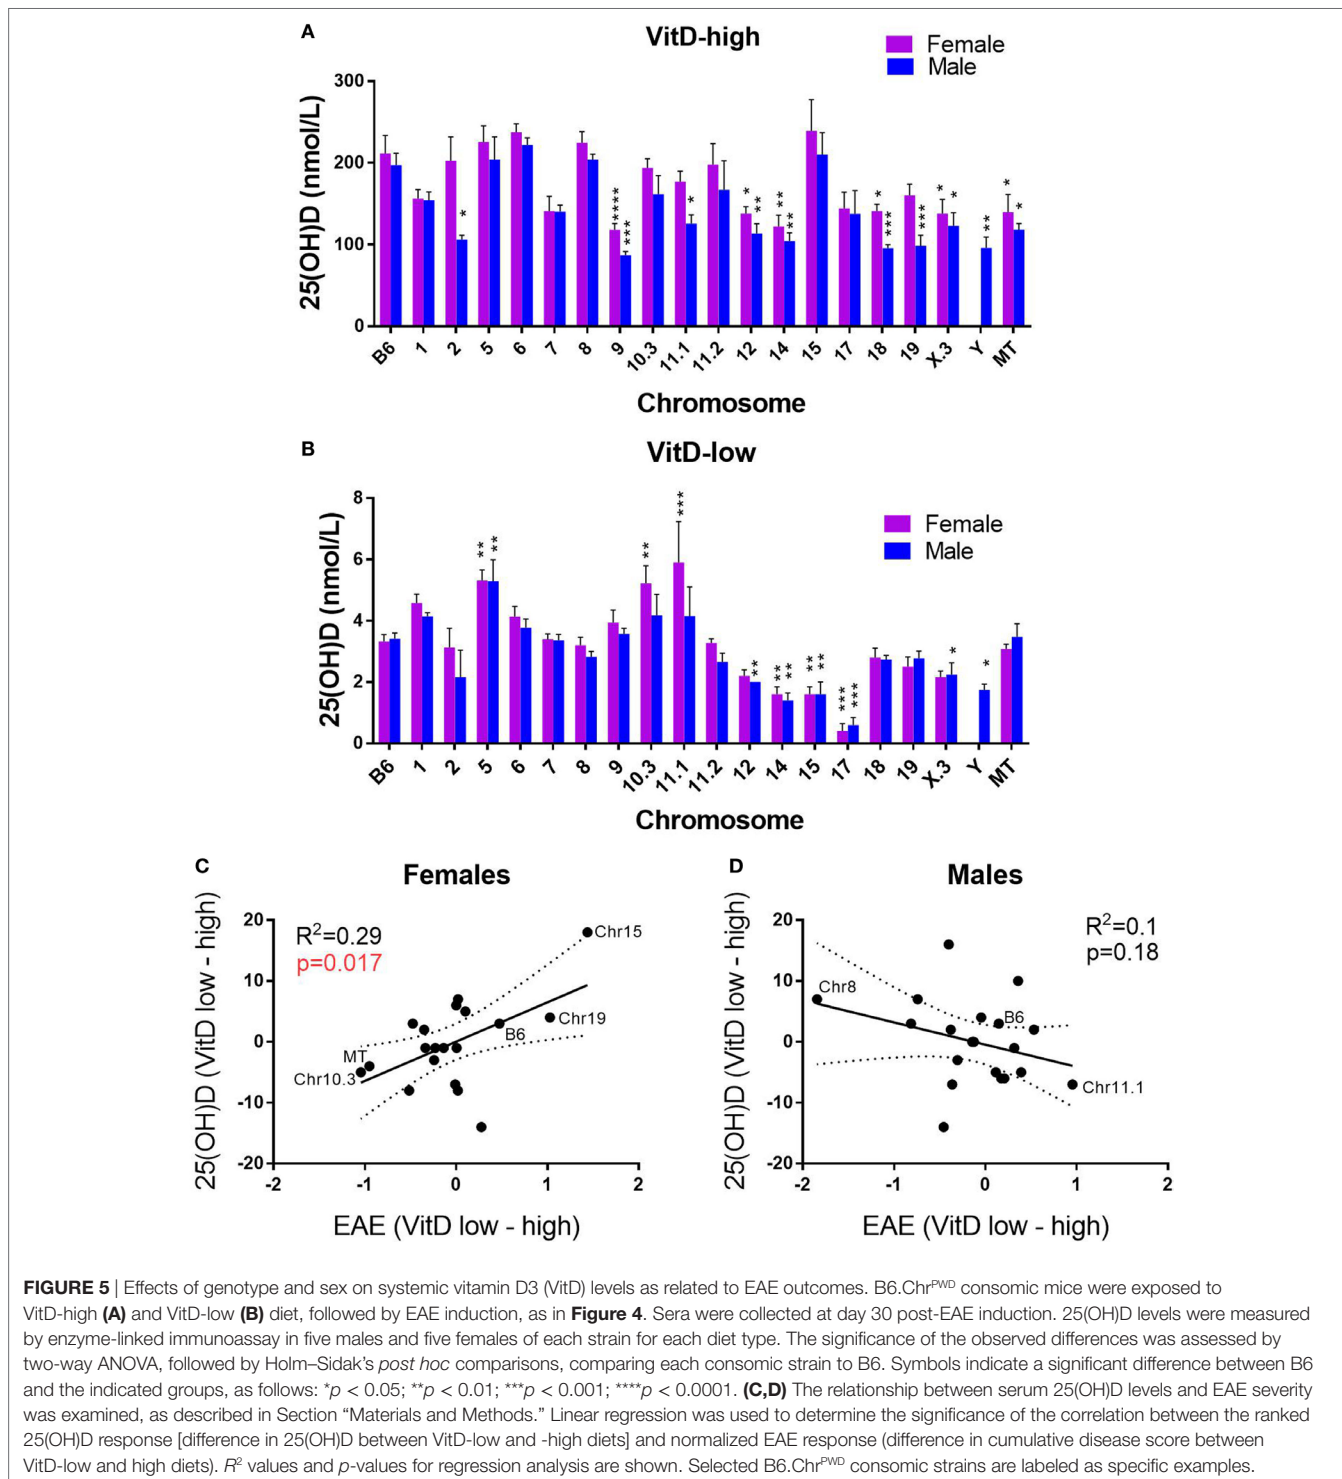 A
VitD-high
Female
Male
25(OH)D (nmol/L)
300
200
100
0
* **** *** * * ** ** ** * *** *** * * ** * *
B6 1 2 5 6 7 8 9 10.3 11.1 11.2 12 14 15 17 18 19 X.3 Y MT
Chromosome
B
VitD-low
Female
Male
25(OH)D (nmol/L)
8
6
4
2
0
** ** ** *** ** ** ** ** ** *** *** * *
B6 1 2 5 6 7 8 9 10.3 11.1 11.2 12 14 15 17 18 19 X.3 Y MT
Chromosome
C
Females
25(OH)D (VitD low - high)
20
10
0
-10
-20
R²=0.29
p=0.017
Chr15
Chr19
B6
MT
Chr10.3
-2 -1 0 1 2
EAE (VitD low - high)
D
Males
25(OH)D (VitD low - high)
20
10
0
-10
-20
R²=0.1
p=0.18
Chr8
B6
Chr11.1
-2 -1 0 1 2
EAE (VitD low - high)
FIGURE 5 | Effects of genotype and sex on systemic vitamin D3 (VitD) levels as related to EAE outcomes. B6.Chrᴾᵂᴰ consomic mice were exposed to
VitD-high (A) and VitD-low (B) diet, followed by EAE induction, as in Figure 4. Sera were collected at day 30 post-EAE induction. 25(OH)D levels were measured
by enzyme-linked immunoassay in five males and five females of each strain for each diet type. The significance of the observed differences was assessed by
two-way ANOVA, followed by Holm–Sidak's post hoc comparisons, comparing each consomic strain to B6. Symbols indicate a significant difference between B6
and the indicated groups, as follows: *p < 0.05; **p < 0.01; ***p < 0.001; ****p < 0.0001. (C,D) The relationship between serum 25(OH)D levels and EAE severity
was examined, as described in Section “Materials and Methods.” Linear regression was used to determine the significance of the correlation between the ranked
25(OH)D response [difference in 25(OH)D between VitD-low and -high diets] and normalized EAE response (difference in cumulative disease score between
VitD-low and high diets). R² values and p-values for regression analysis are shown. Selected B6.Chrᴾᵂᴰ consomic strains are labeled as specific examples.